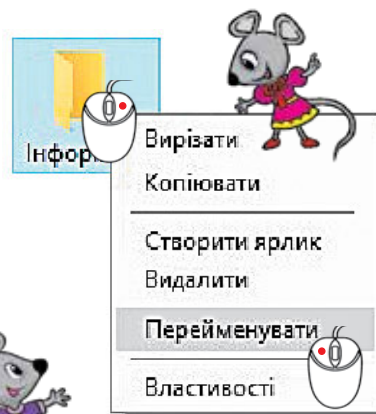 Інфор
Вирізати
Копіювати
Створити ярлик
Видалити
Перейменувати
Властивості